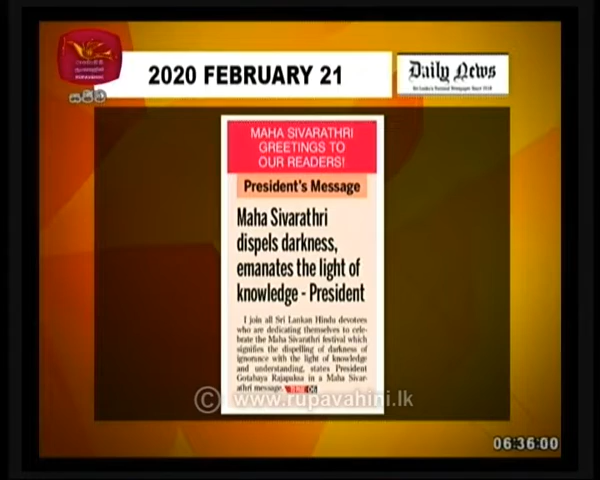 2020 FEBRUARY 21
Daily News
සජීවී
MAHA SIVARATHRI
GREETINGS TO
OUR READERS!
President's Message
Maha Sivarathri
dispels darkness,
emanates the light of
knowledge - President
I join all Sri Lankan Hindu devotees
who are dedicating themselves to cele-
brate the Maha Sivarathri festival which
signifies the dispelling of darkness of
ignorance with the light of knowledge
and understanding, states President
Gotabaya Rajapaksa in a Maha Sivar-
athri message. 06
© www.rupavahini.lk
06:36:00